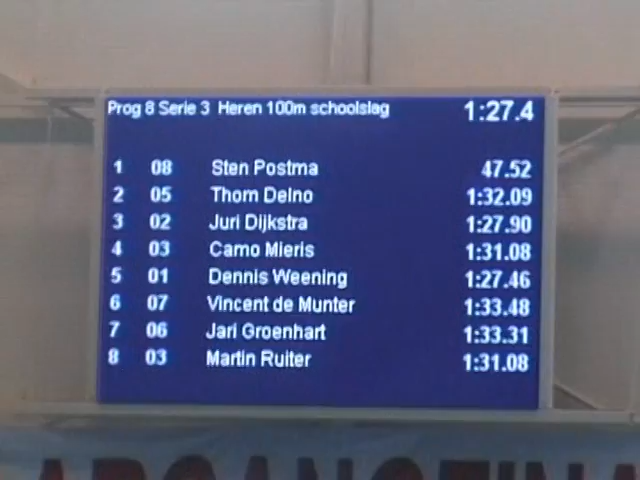 Prog 8 Serie 3 Heren 100m schoolslag 1:27.4
1 08 Sten Postma 47.52
2 05 Thom Delno 1:32.09
3 02 Juri Dijkstra 1:27.90
4 03 Camo Mieris 1:31.08
5 01 Dennis Weening 1:27.46
6 07 Vincent de Munter 1:33.48
7 06 Jari Groenhart 1:33.31
8 03 Martin Ruiter 1:31.08